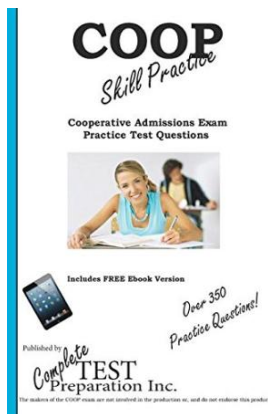 COOP
Skill Practice
Cooperative Admissions Exam
Practice Test Questions
Includes FREE Ebook Version
Over 350
Practice Questions!
Published by
Complete
TEST
Preparation Inc.
The makers of the COOP exam are not involved in the production or, and do not endorse this produ